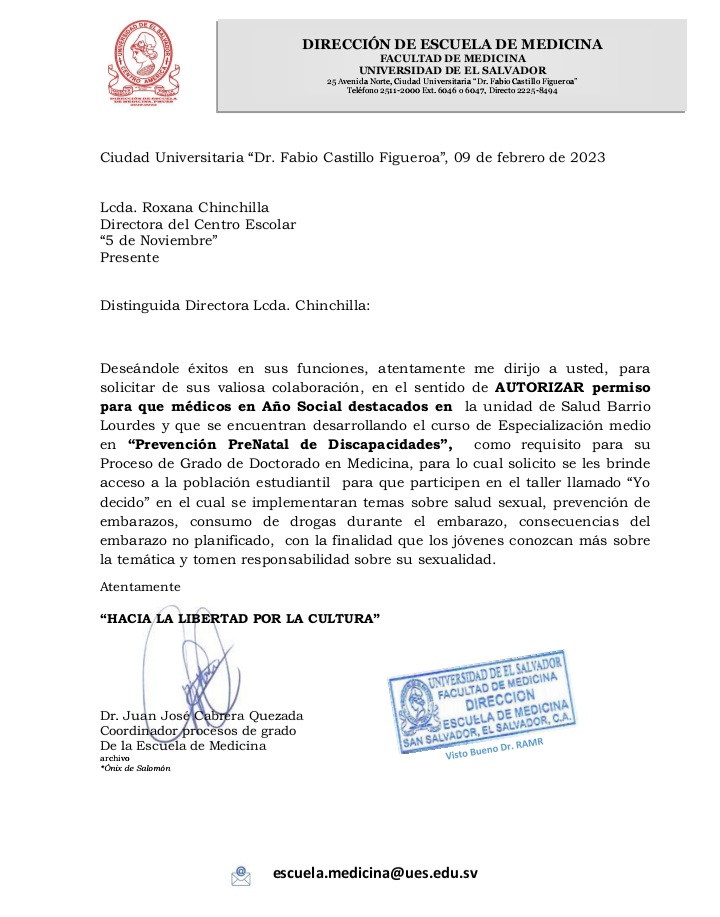 UNIVERSIDAD DE EL SALVADOR
CENTRO AMERICA
DIRECCIÓN DE ESCUELA DE MEDICINA
FACULTAD DE MEDICINA
UNIVERSIDAD DE EL SALVADOR
25 Avenida Norte, Ciudad Universitaria “Dr. Fabio Castillo Figueroa”
Teléfono 2511-2000 Ext. 6046 o 6047, Directo 2225-8494
Ciudad Universitaria “Dr. Fabio Castillo Figueroa”, 09 de febrero de 2023
Lcda. Roxana Chinchilla
Directora del Centro Escolar
“5 de Noviembre”
Presente
Distinguida Directora Lcda. Chinchilla:
Deseándole éxitos en sus funciones, atentamente me dirijo a usted, para
solicitar de sus valiosa colaboración, en el sentido de AUTORIZAR permiso
para que médicos en Año Social destacados en la unidad de Salud Barrio
Lourdes y que se encuentran desarrollando el curso de Especialización medio
en “Prevención PreNatal de Discapacidades”, como requisito para su
Proceso de Grado de Doctorado en Medicina, para lo cual solicito se les brinde
acceso a la población estudiantil para que participen en el taller llamado “Yo
decido” en el cual se implementaran temas sobre salud sexual, prevención de
embarazos, consumo de drogas durante el embarazo, consecuencias del
embarazo no planificado, con la finalidad que los jóvenes conozcan más sobre
la temática y tomen responsabilidad sobre su sexualidad.
Atentamente
“HACIA LA LIBERTAD POR LA CULTURA”
Dr. Juan José Cabrera Quezada
Coordinador procesos de grado
De la Escuela de Medicina
archivo
*Ónix de Salomón
UNIVERSIDAD DE EL SALVADOR
FACULTAD DE MEDICINA
DIRECCION
ESCUELA DE MEDICINA
SAN SALVADOR, EL SALVADOR, C.A.
Visto Bueno Dr. RAMR
escuela.medicina@ues.edu.sv